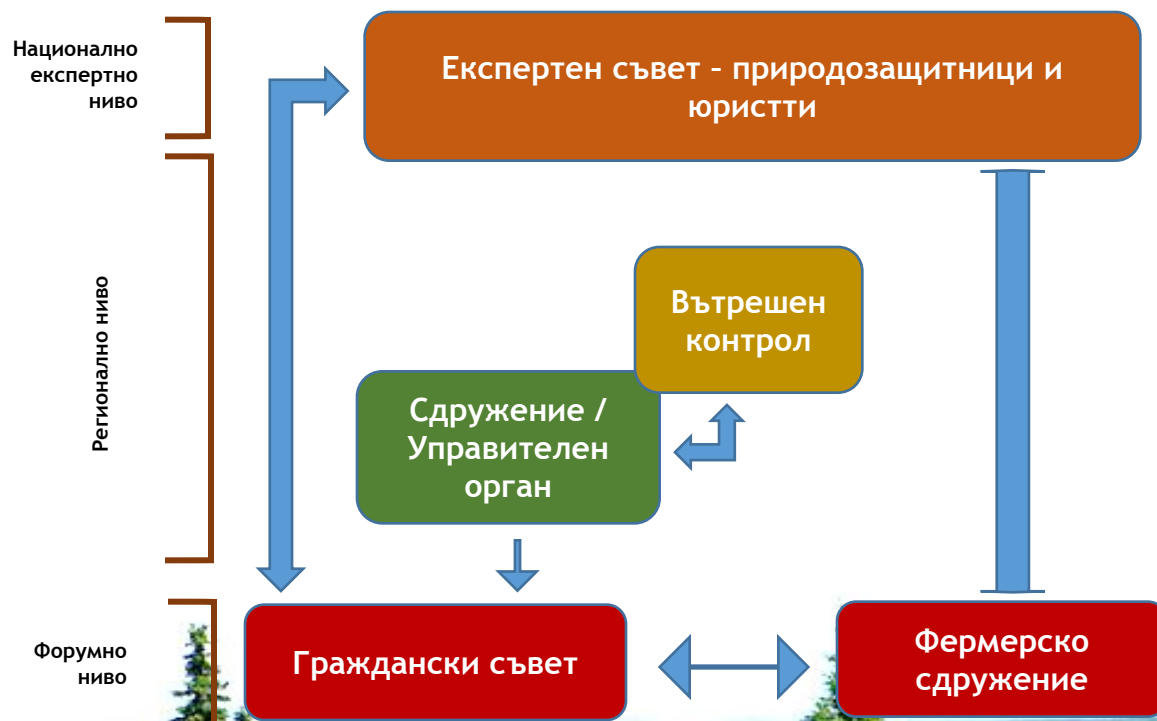 Национално
експертно
ниво
Експертен съвет - природозащитници и
юристти
Регионално ниво
Вътрешен
контрол
Сдружение /
Управителен
орган
Форумно
ниво
Граждански съвет
Фермерско
сдружение